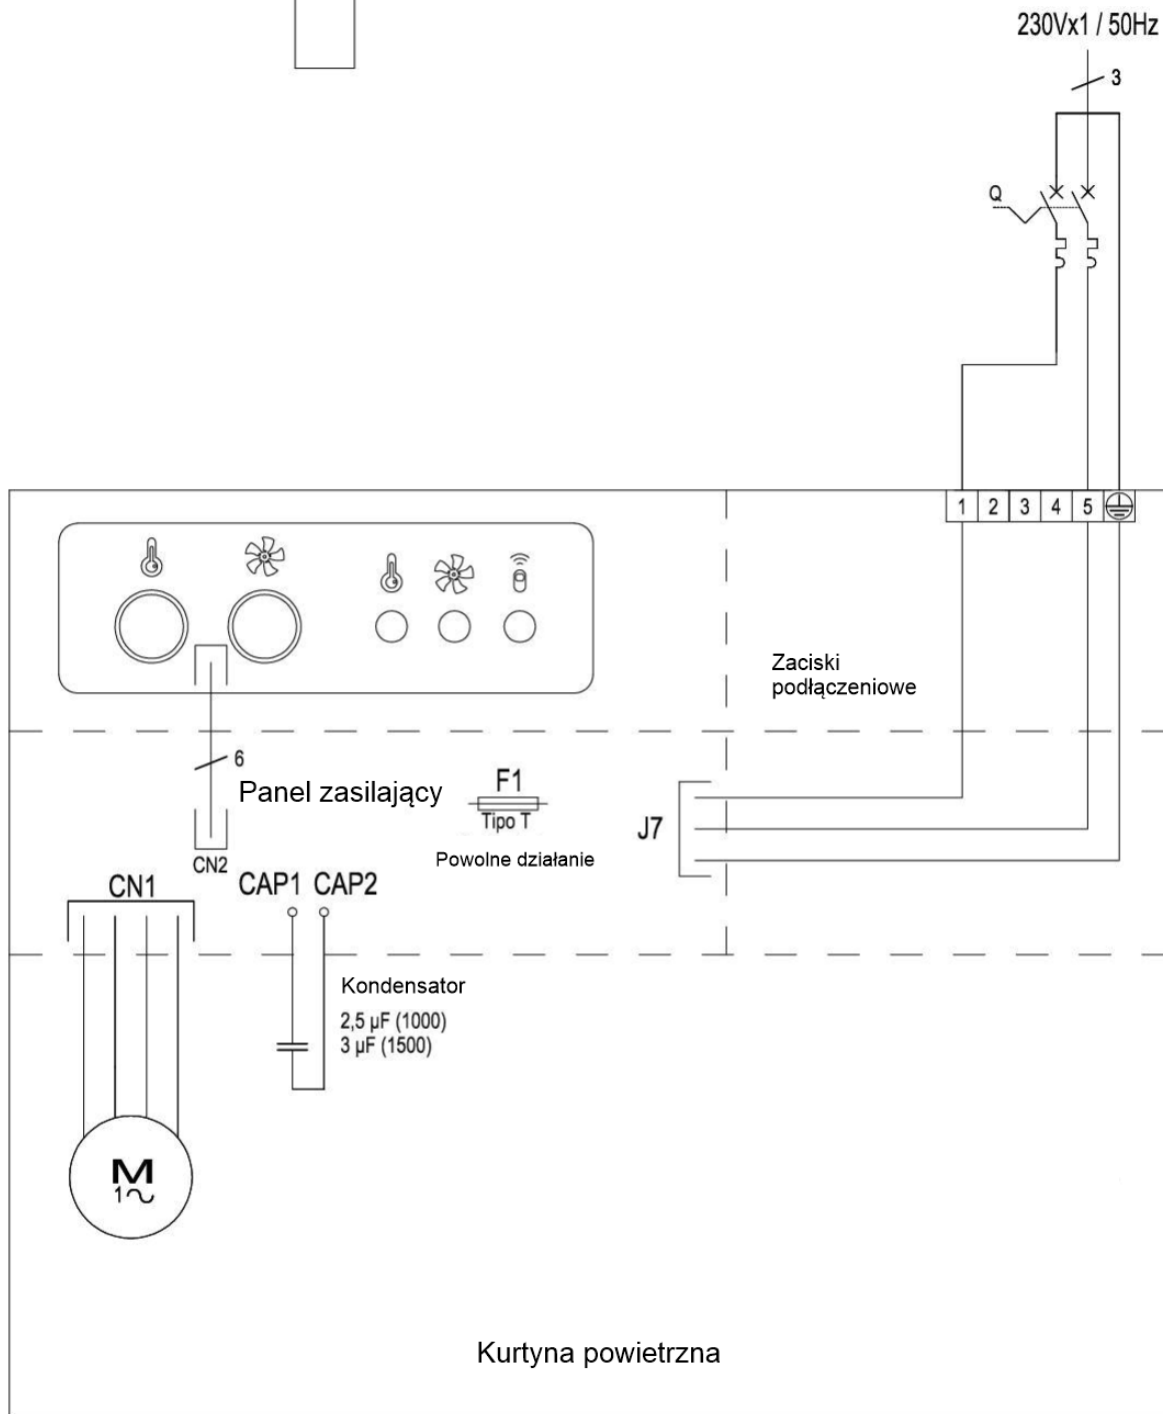 230Vx1 / 50Hz
3
Q
1 2 3 4 5
Zaciski
podłączeniowe
6
Panel zasilający
F1
Tipo T
Powolne działanie
J7
CN2
CN1
CAP1 CAP2
Kondensator
2,5 µF (1000)
3 µF (1500)
M
1~
Kurtyna powietrzna